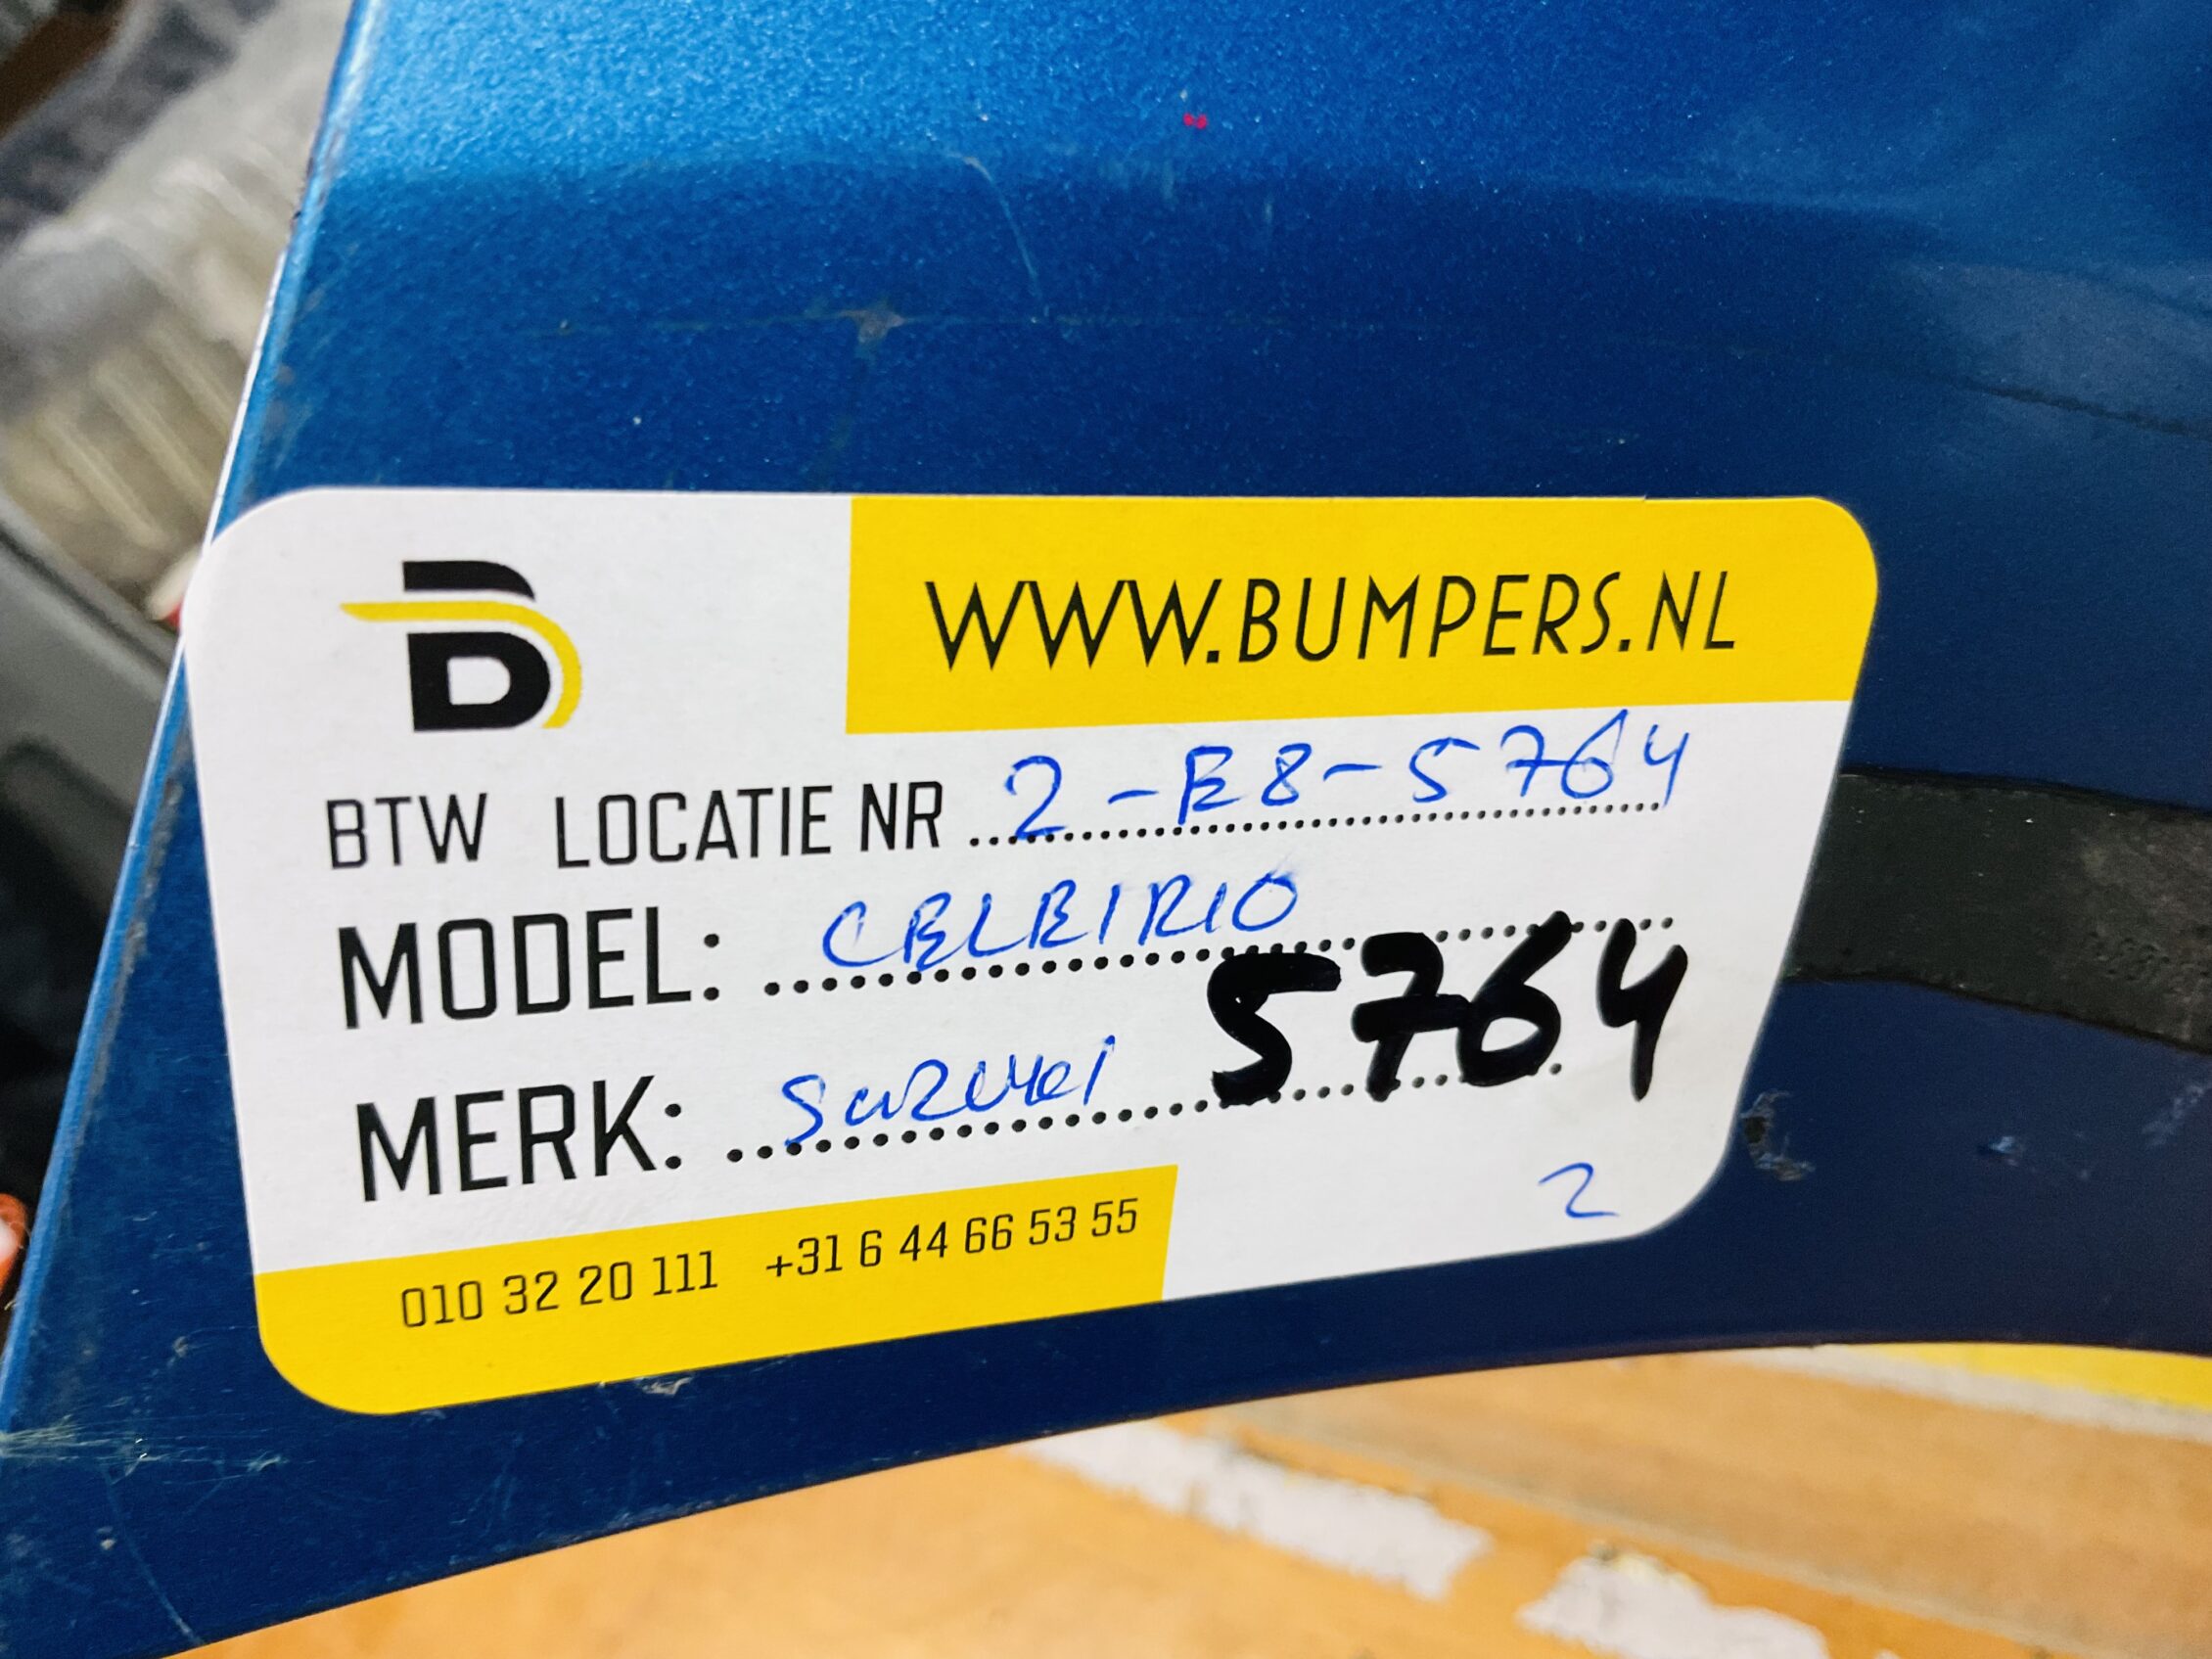 B
WWW.BUMPERS.NL
BTW LOCATIE NR 2-E8-5764
MODEL: CELEIRIO
5764
MERK: Suzuki
2
010 32 20 111 +31 6 44 66 53 55